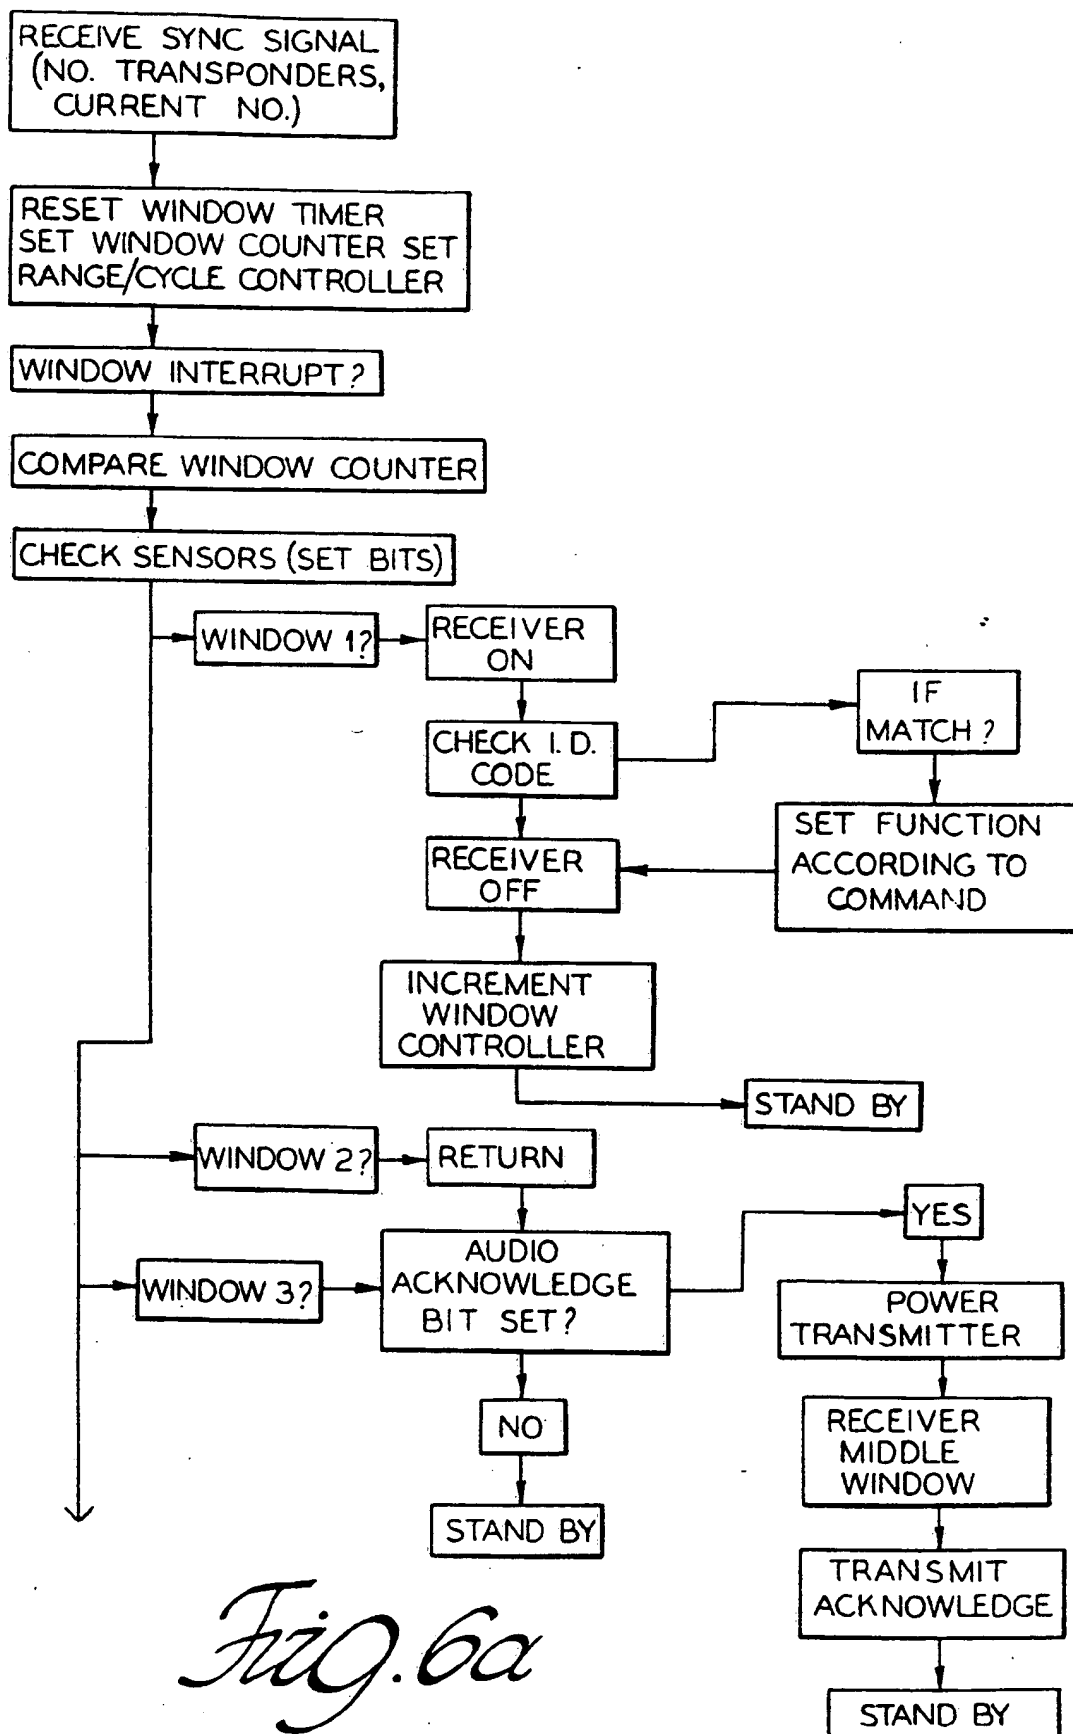 RECEIVE SYNC SIGNAL
(NO. TRANSPONDERS,
CURRENT NO.)
RESET WINDOW TIMER
SET WINDOW COUNTER SET
RANGE/CYCLE CONTROLLER
WINDOW INTERRUPT?
COMPARE WINDOW COUNTER
CHECK SENSORS (SET BITS)
WINDOW 1?
RECEIVER
ON
CHECK I.D.
CODE
IF
MATCH?
SET FUNCTION
ACCORDING TO
COMMAND
RECEIVER
OFF
INCREMENT
WINDOW
CONTROLLER
STAND BY
WINDOW 2?
RETURN
WINDOW 3?
AUDIO
ACKNOWLEDGE
BIT SET?
YES
POWER
TRANSMITTER
RECEIVER
MIDDLE
WINDOW
TRANSMIT
ACKNOWLEDGE
STAND BY
NO
STAND BY
Fig. 6a